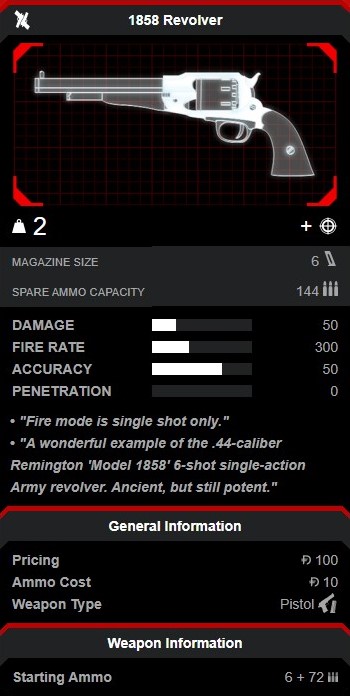 1858 Revolver
2 +
MAGAZINE SIZE 6
SPARE AMMO CAPACITY 144
DAMAGE 50
FIRE RATE 300
ACCURACY 50
PENETRATION 0
• "Fire mode is single shot only."
• "A wonderful example of the .44-caliber
Remington 'Model 1858' 6-shot single-action
Army revolver. Ancient, but still potent."
General Information
Pricing 100
Ammo Cost 10
Weapon Type Pistol
Weapon Information
Starting Ammo 6 + 72